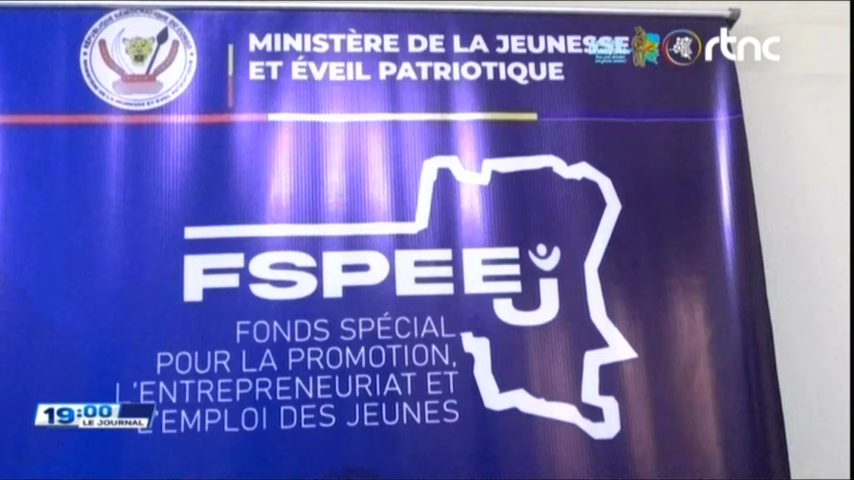 MINISTÈRE DE LA JEUNESSE
ET ÉVEIL PATRIOTIQUE
rtnc
FSPEEJ
FONDS SPÉCIAL
POUR LA PROMOTION,
L'ENTREPRENEURIAT ET
L'EMPLOI DES JEUNES
19:00
LE JOURNAL